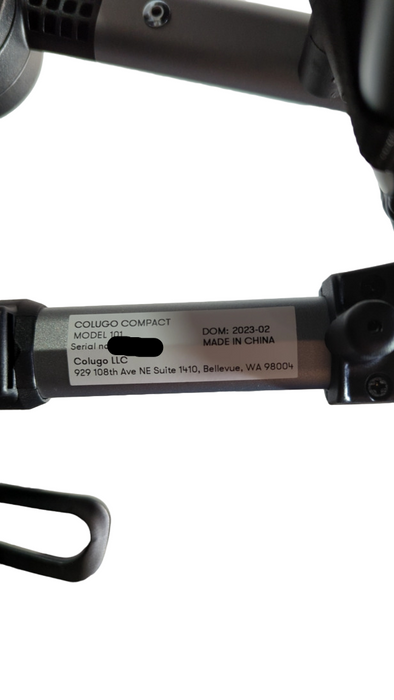 COLUGO COMPACT
MODEL 101
Serial no
Colugo LLC
929 108th Ave NE Suite 1410, Bellevue, WA 98004
DOM: 2023-02
MADE IN CHINA